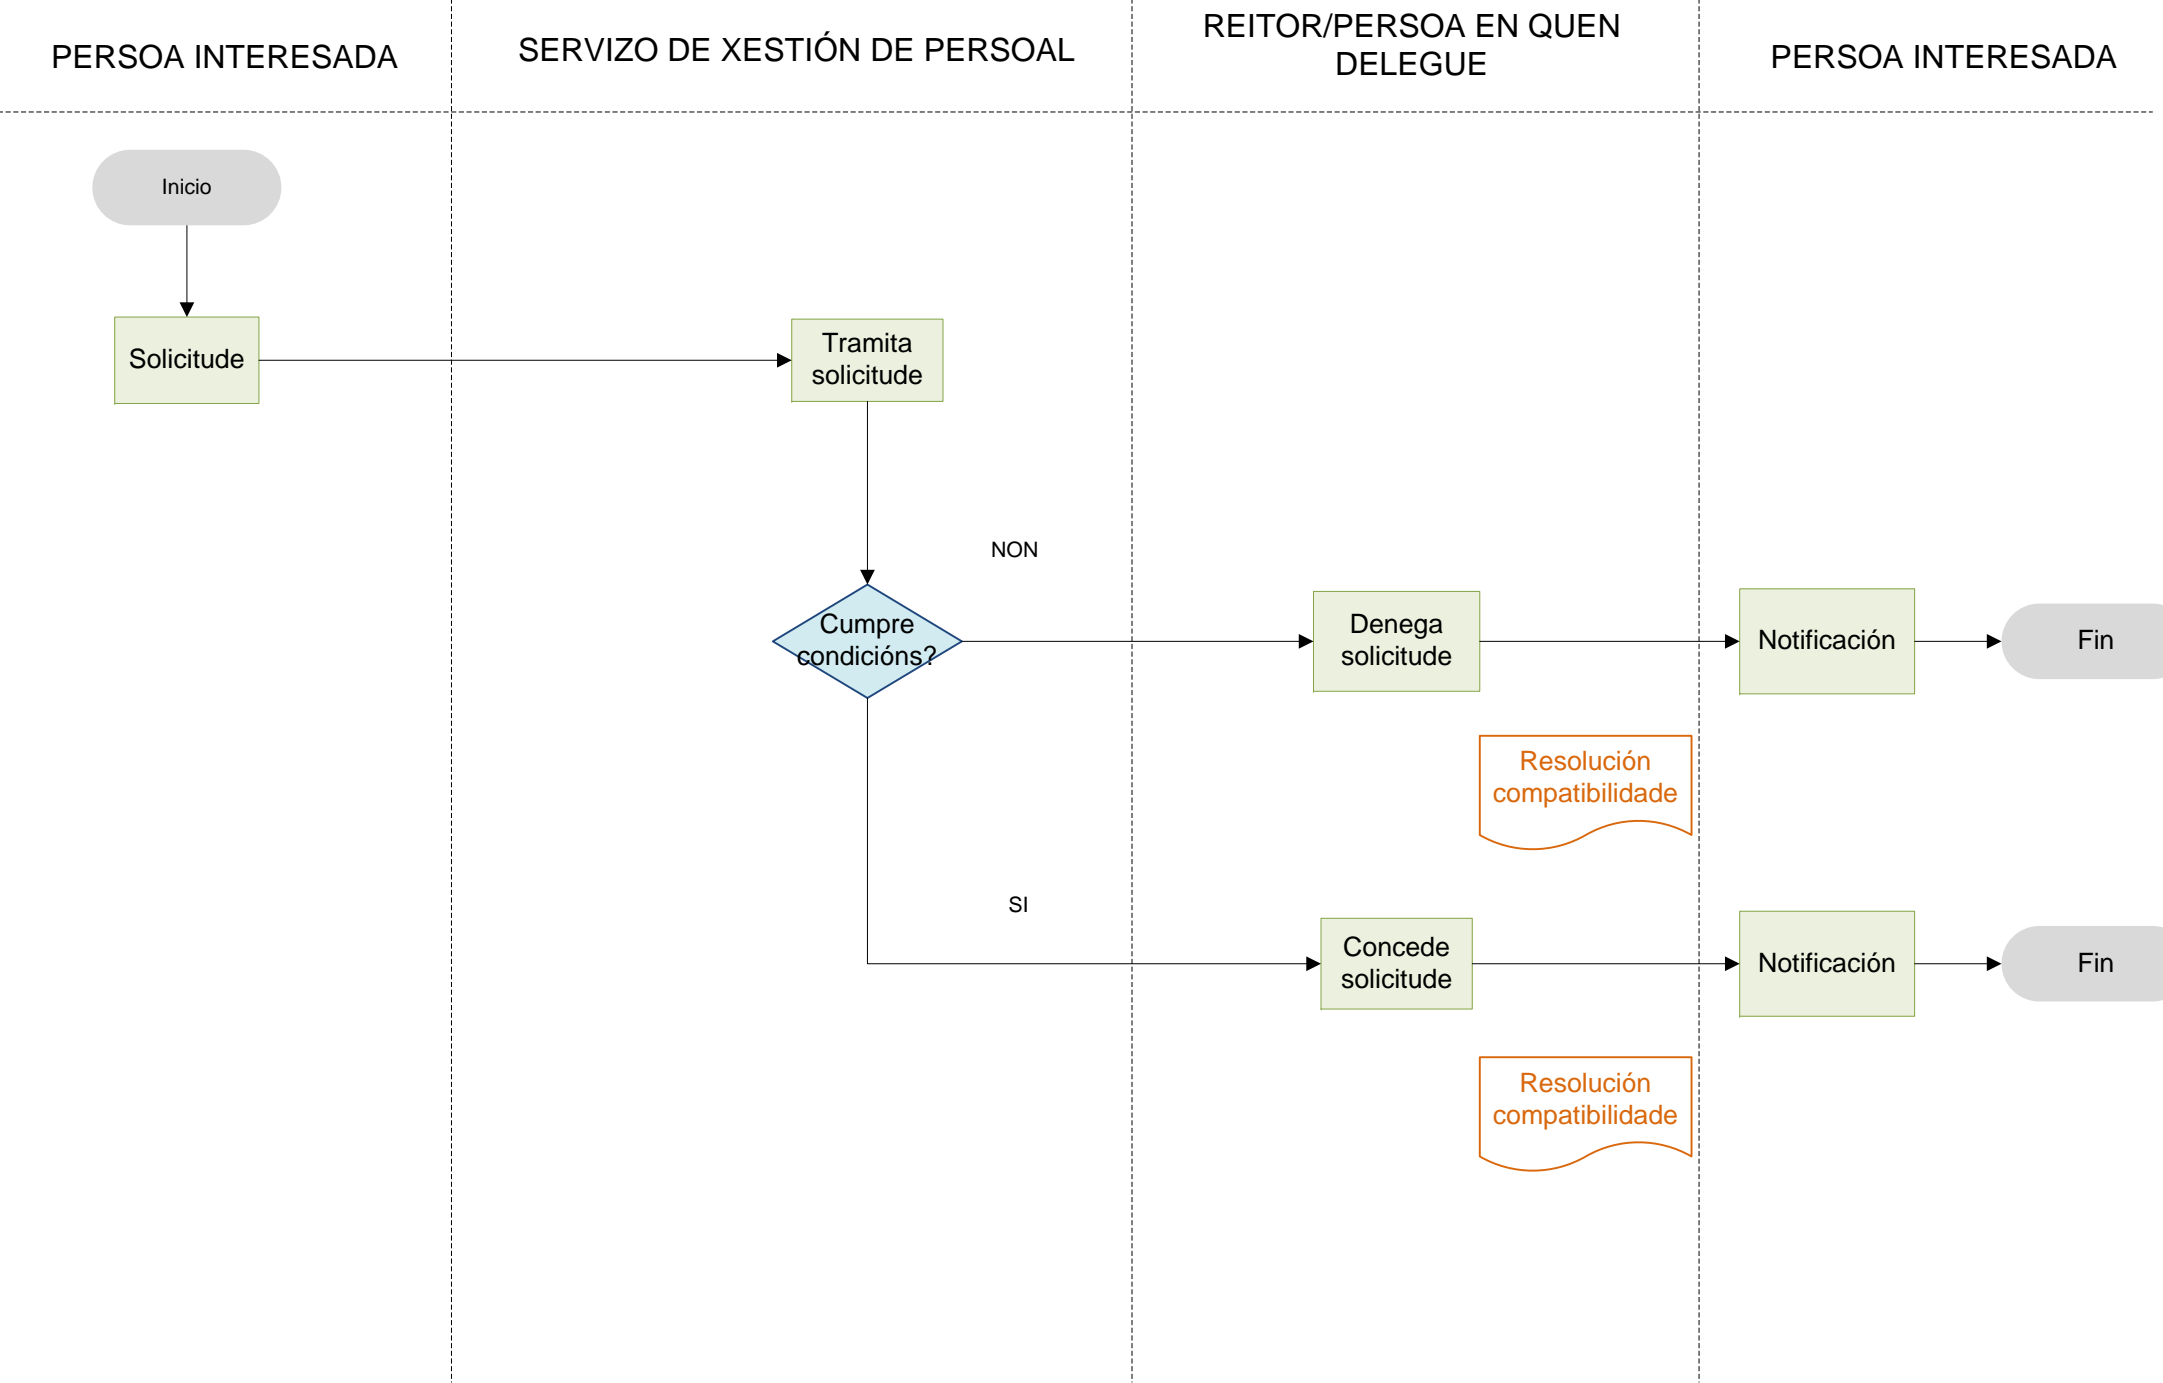 PERSOA INTERESADA
SERVIZO DE XESTIÓN DE PERSOAL
REITOR/PERSOA EN QUEN
DELEGUE
PERSOA INTERESADA
Inicio
Solicitude
Tramita
solicitude
NON
Cumpre
condicións?
Denega
solicitude
Notificación
Fin
Resolución
compatibilidade
SI
Concede
solicitude
Notificación
Fin
Resolución
compatibilidade